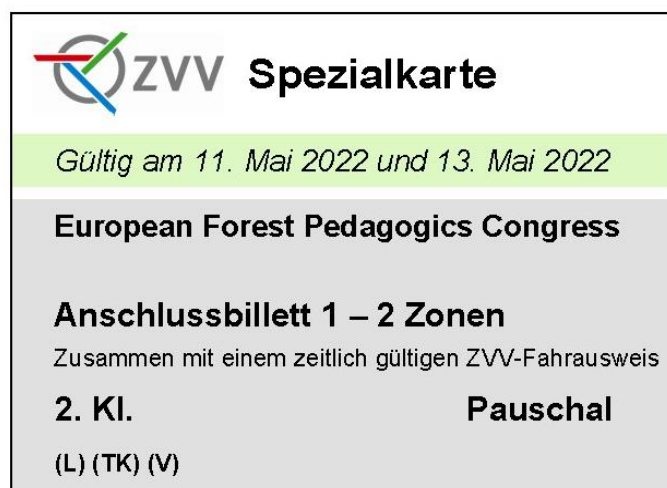 ZVV Spezialkarte
Gültig am 11. Mai 2022 und 13. Mai 2022
European Forest Pedagogics Congress
Anschlussbillett 1 – 2 Zonen
Zusammen mit einem zeitlich gültigen ZVV-Fahrausweis
2. Kl. Pauschal
(L) (TK) (V)